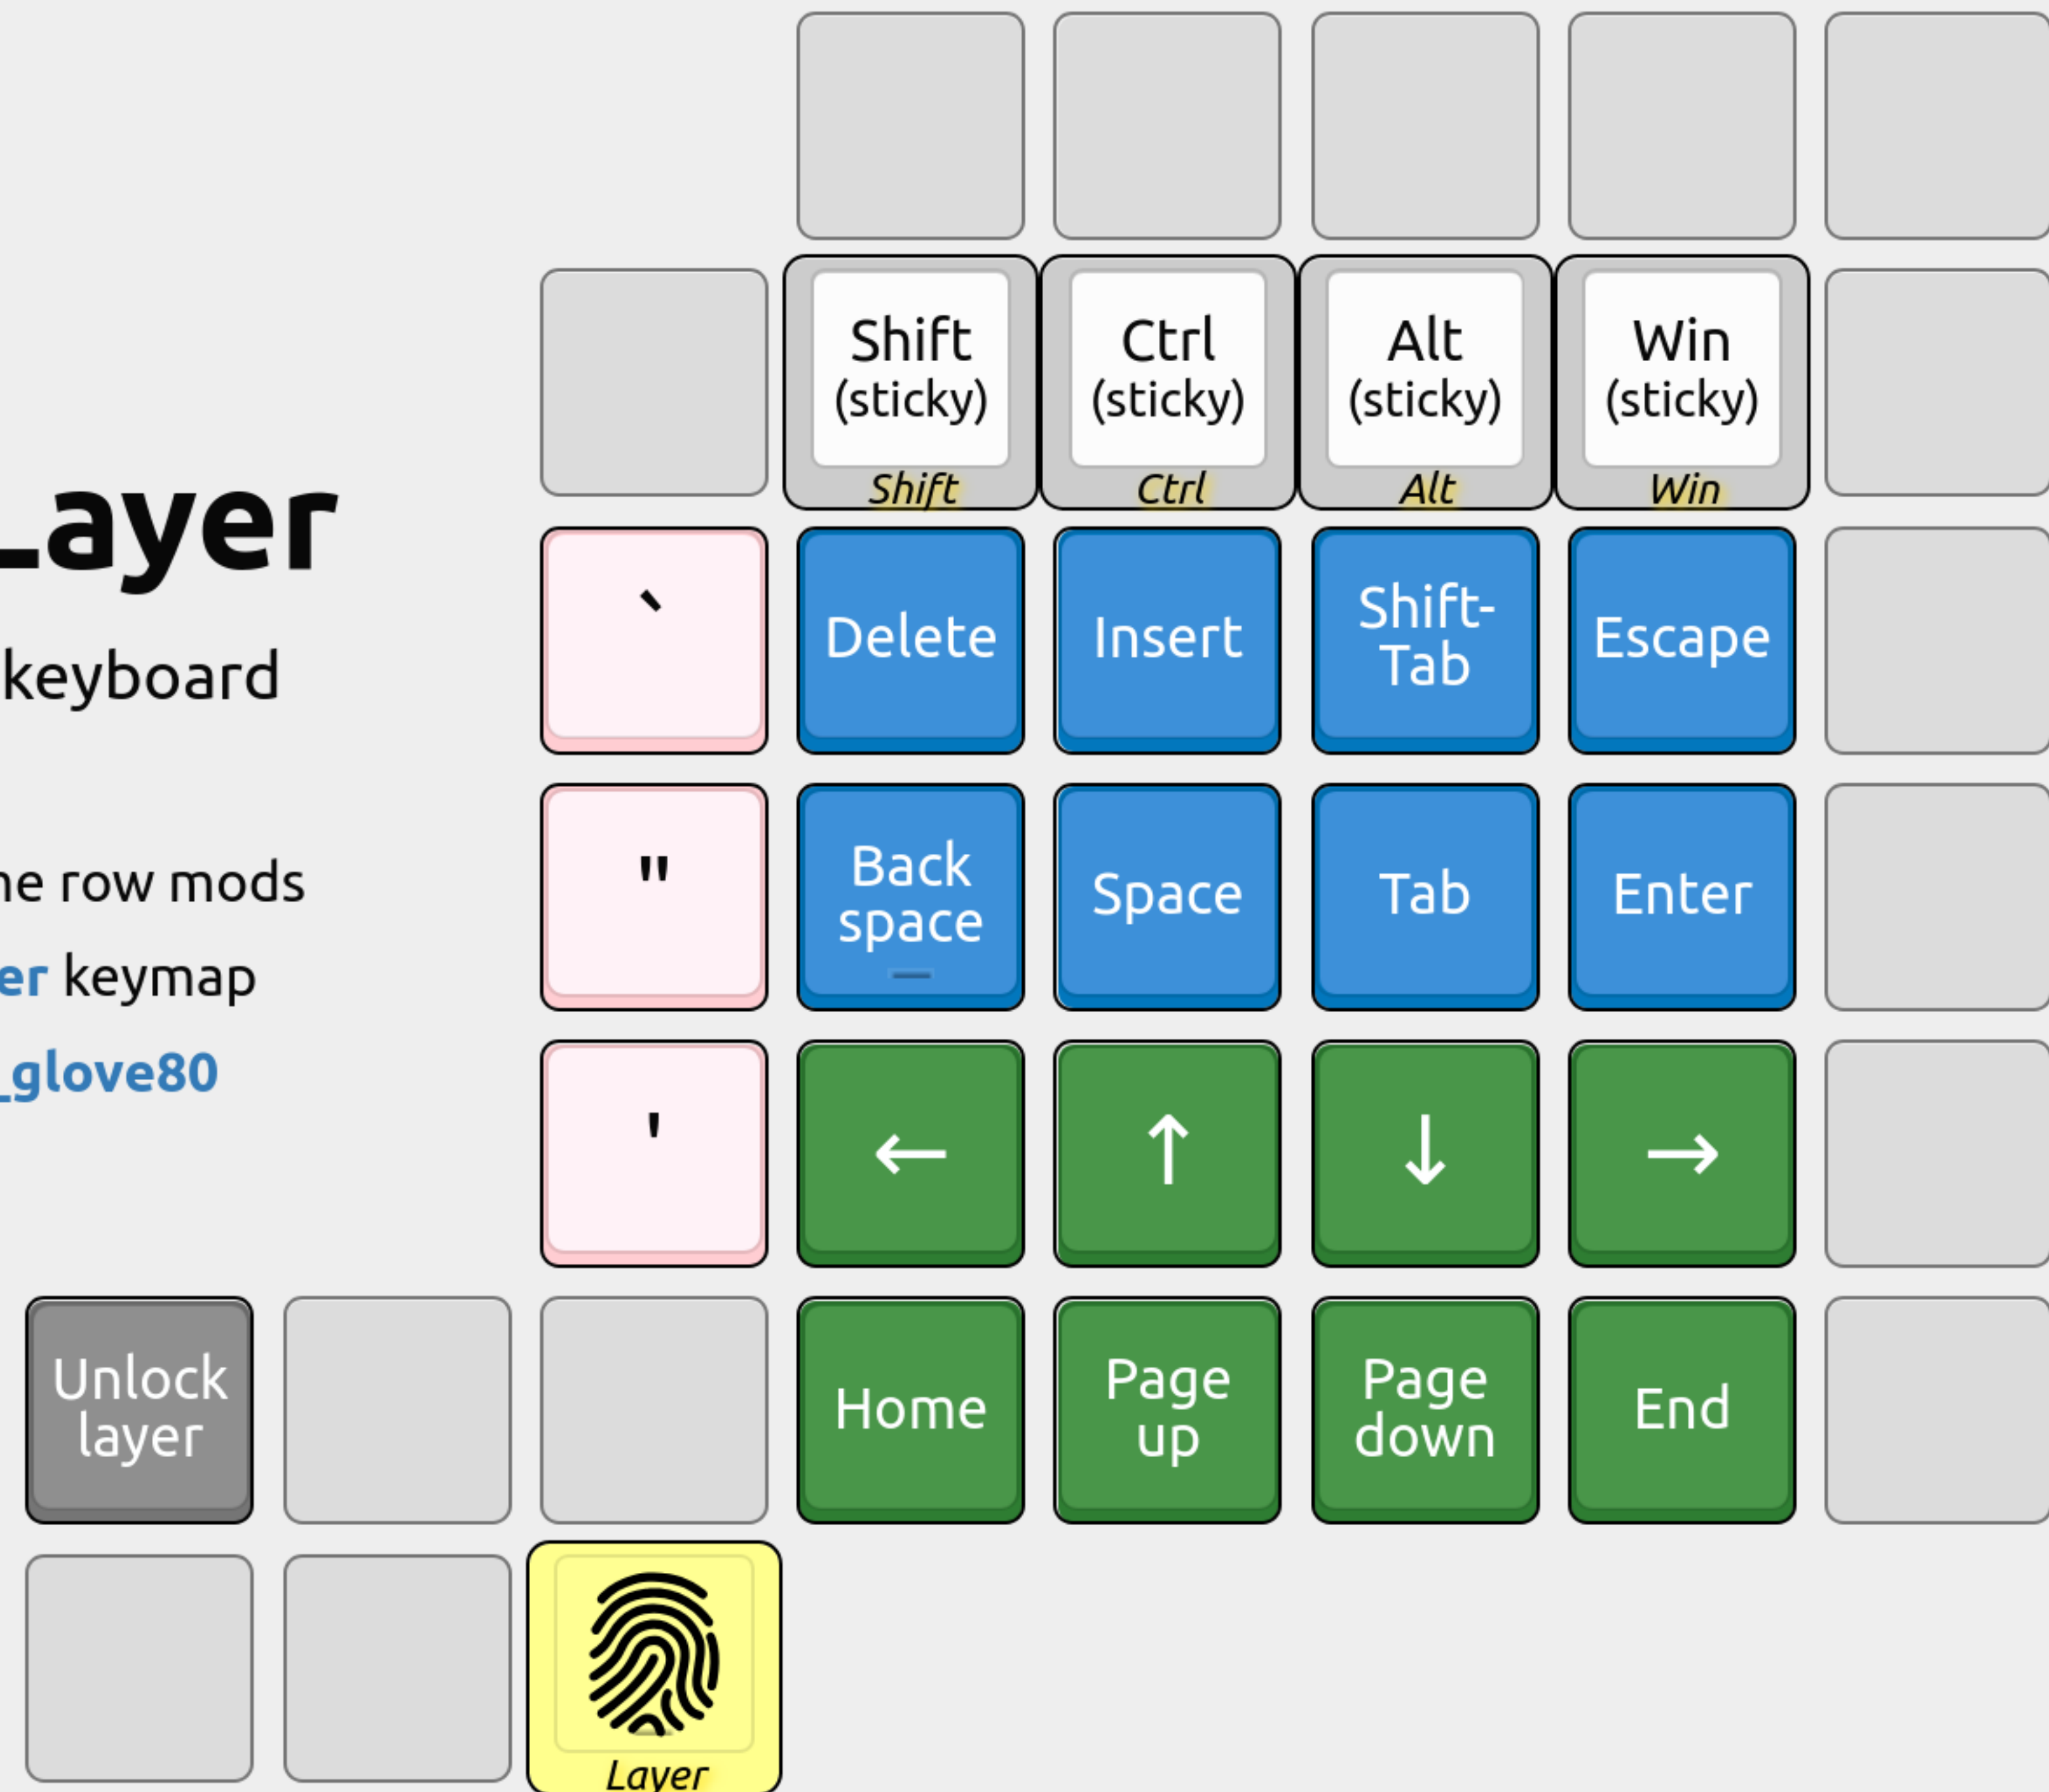 Shift
(sticky)
Shift
Ctrl
(sticky)
Ctrl
Alt
(sticky)
Alt
Win
(sticky)
Win
Layer
keyboard
ne row mods
er keymap
_glove80
`
Delete
Insert
Shift-
Tab
Escape
"
Back
space
Space
Tab
Enter
'
←
↑
↓
→
Unlock
layer
Home
Page
up
Page
down
End
Layer